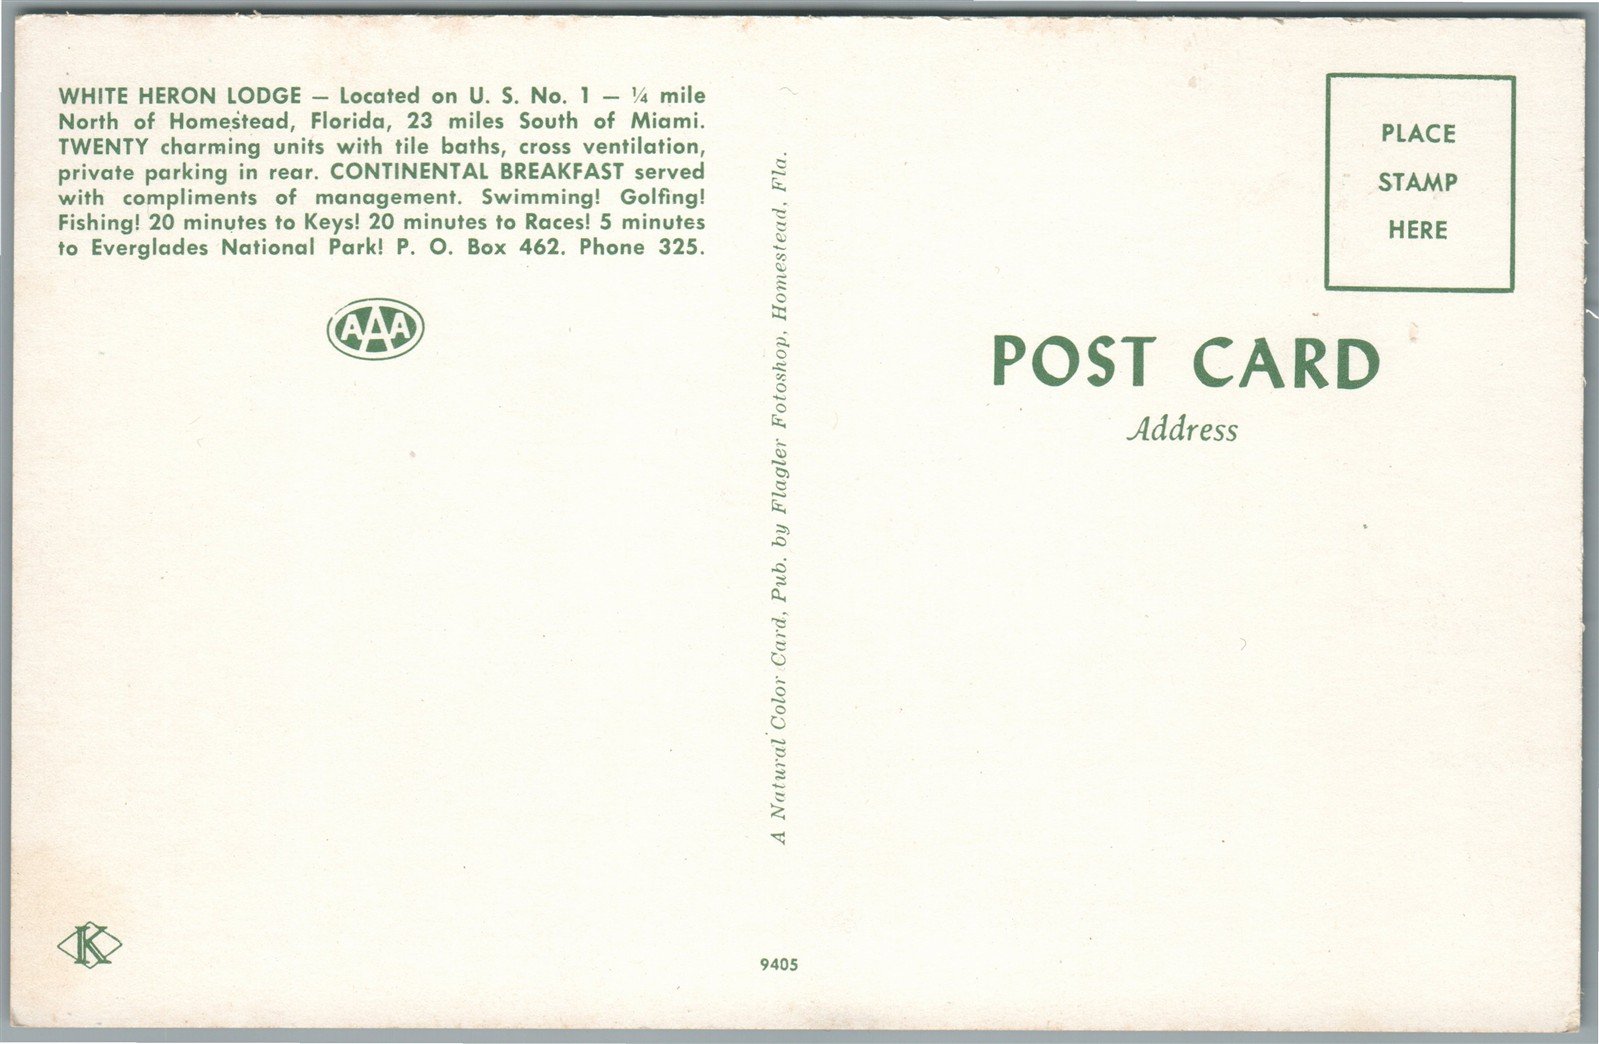 WHITE HERON LODGE — Located on U. S. No. 1 — ¼ mile
North of Homestead, Florida, 23 miles South of Miami.
TWENTY charming units with tile baths, cross ventilation,
private parking in rear. CONTINENTAL BREAKFAST served
with compliments of management. Swimming! Golfing!
Fishing! 20 minutes to Keys! 20 minutes to Races! 5 minutes
to Everglades National Park! P. O. Box 462. Phone 325.
AAA
K
A Natural Color Card, Pub. by Flagler Fotoshop, Homestead, Fla.
9405
PLACE
STAMP
HERE
POST CARD
Address